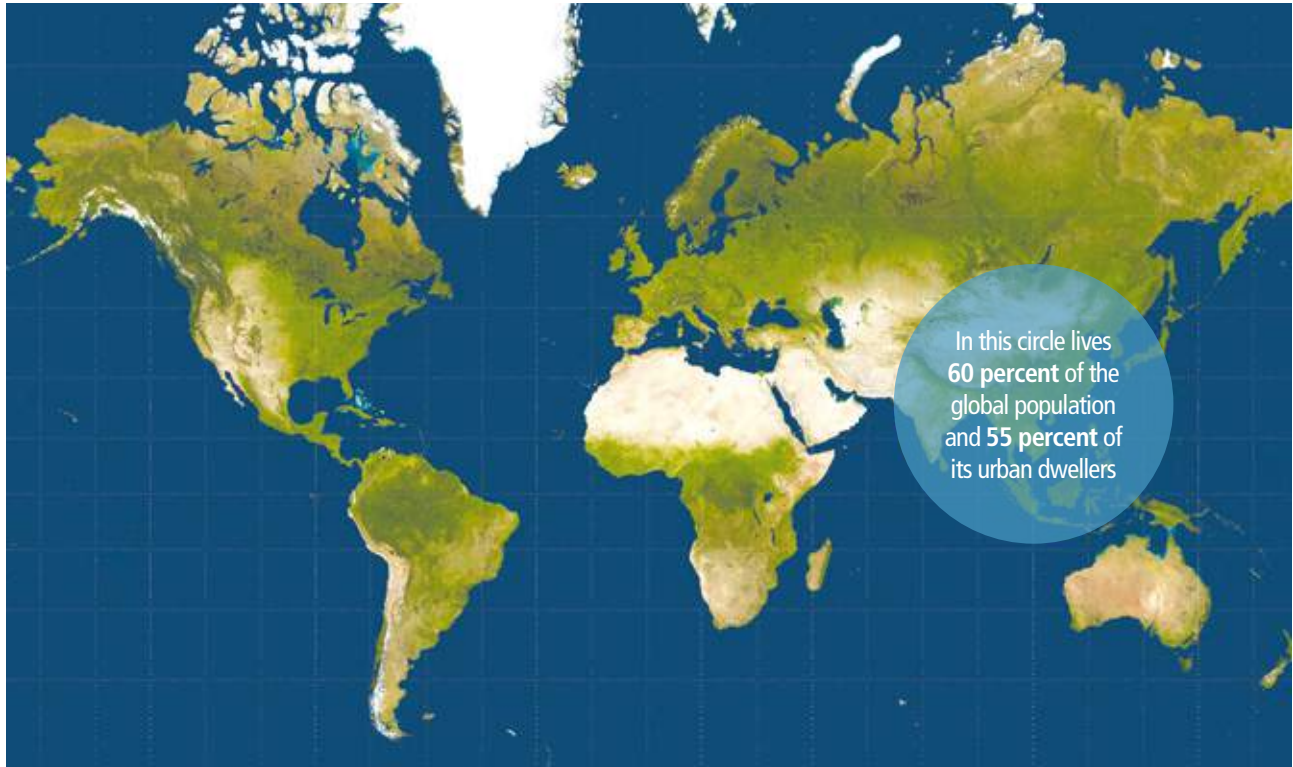 In this circle lives
60 percent of the
global population
and 55 percent of
its urban dwellers